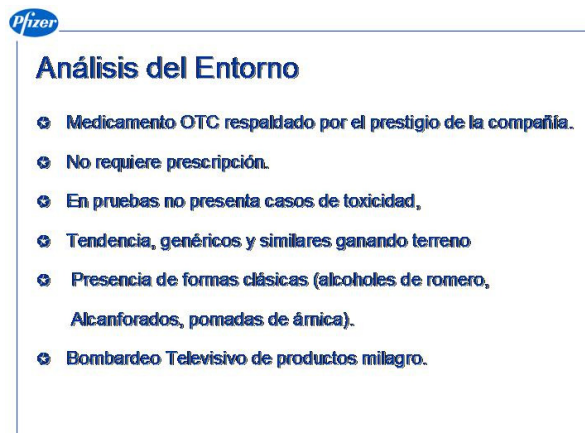 Pfizer
Análisis del Entorno
Medicamento OTC respaldado por el prestigio de la compañía.
No requiere prescripción.
En pruebas no presenta casos de toxicidad,
Tendencia, genéricos y similares ganando terreno
Presencia de formas clásicas (alcoholes de romero,
Alcanforados, pomadas de árnica).
Bombardeo Televisivo de productos milagro.